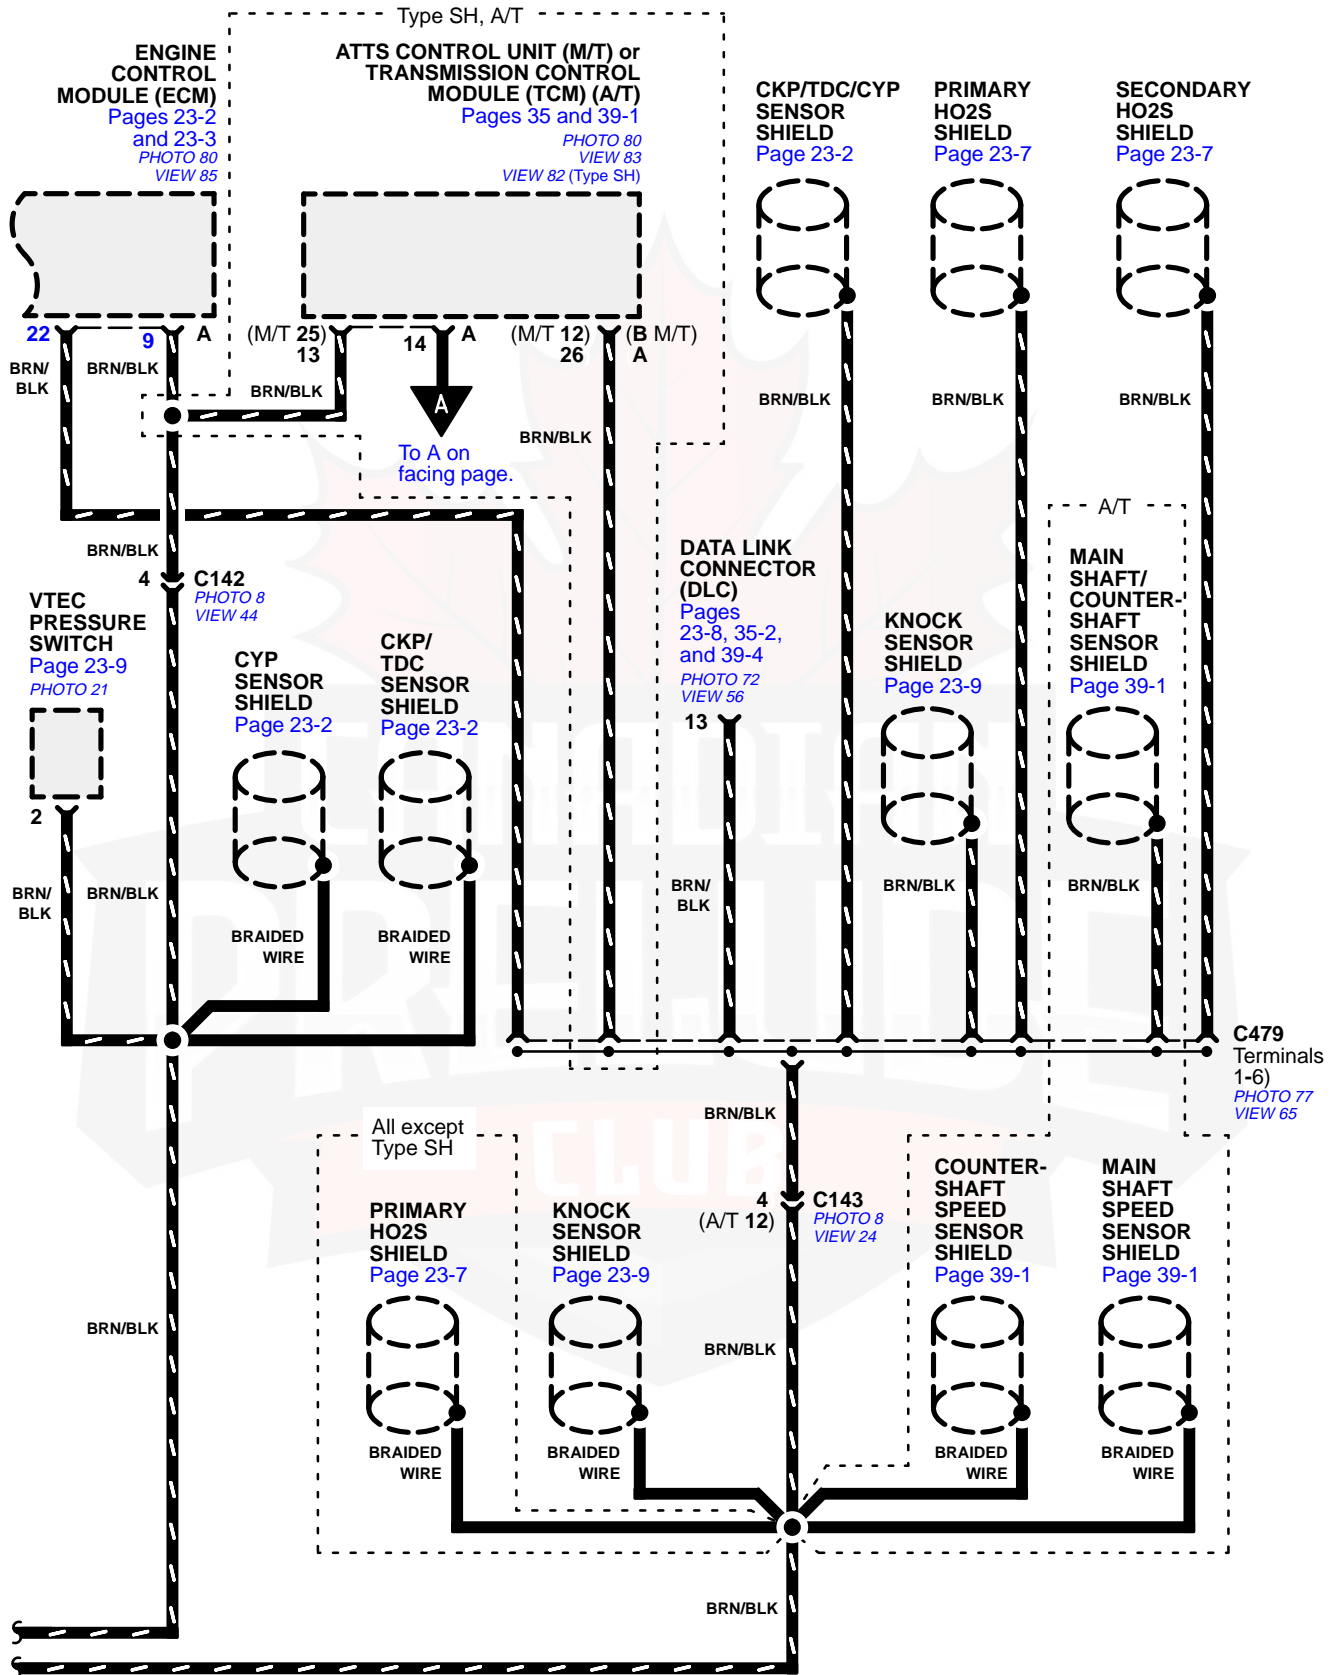 Type SH, A/T
ENGINE
CONTROL
MODULE (ECM)
Pages 23-2
and 23-3
PHOTO 80
VIEW 85
ATTS CONTROL UNIT (M/T) or
TRANSMISSION CONTROL
MODULE (TCM) (A/T)
Pages 35 and 39-1
PHOTO 80
VIEW 83
VIEW 82 (Type SH)
CKP/TDC/CYP
SENSOR
SHIELD
Page 23-2
PRIMARY
HO2S
SHIELD
Page 23-7
SECONDARY
HO2S
SHIELD
Page 23-7
22
9
A
(M/T 25)
13
14
A
(M/T 12)
26
(B M/T)
A
BRN/
BLK
BRN/BLK
BRN/BLK
A
To A on
facing page.
BRN/BLK
BRN/BLK
BRN/BLK
BRN/BLK
A/T
BRN/BLK
4
C142
PHOTO 8
VIEW 44
VTEC
PRESSURE
SWITCH
Page 23-9
PHOTO 21
2
CYP
SENSOR
SHIELD
Page 23-2
CKP/
TDC
SENSOR
SHIELD
Page 23-2
DATA LINK
CONNECTOR
(DLC)
Pages
23-8, 35-2,
and 39-4
PHOTO 72
VIEW 56
13
KNOCK
SENSOR
SHIELD
Page 23-9
MAIN
SHAFT/
COUNTER-
SHAFT
SENSOR
SHIELD
Page 39-1
CANADIAN
PRELUDE
CLUB
BRN/
BLK
BRN/BLK
BRAIDED
WIRE
BRAIDED
WIRE
BRN/
BLK
BRN/BLK
BRN/BLK
C479
Terminals
1-6)
PHOTO 77
VIEW 65
BRN/BLK
All except
Type SH
4
(A/T 12)
C143
PHOTO 8
VIEW 24
PRIMARY
HO2S
SHIELD
Page 23-7
KNOCK
SENSOR
SHIELD
Page 23-9
COUNTER-
SHAFT
SPEED
SENSOR
SHIELD
Page 39-1
MAIN
SHAFT
SPEED
SENSOR
SHIELD
Page 39-1
BRN/BLK
BRN/BLK
BRAIDED
WIRE
BRAIDED
WIRE
BRAIDED
WIRE
BRAIDED
WIRE
BRN/BLK